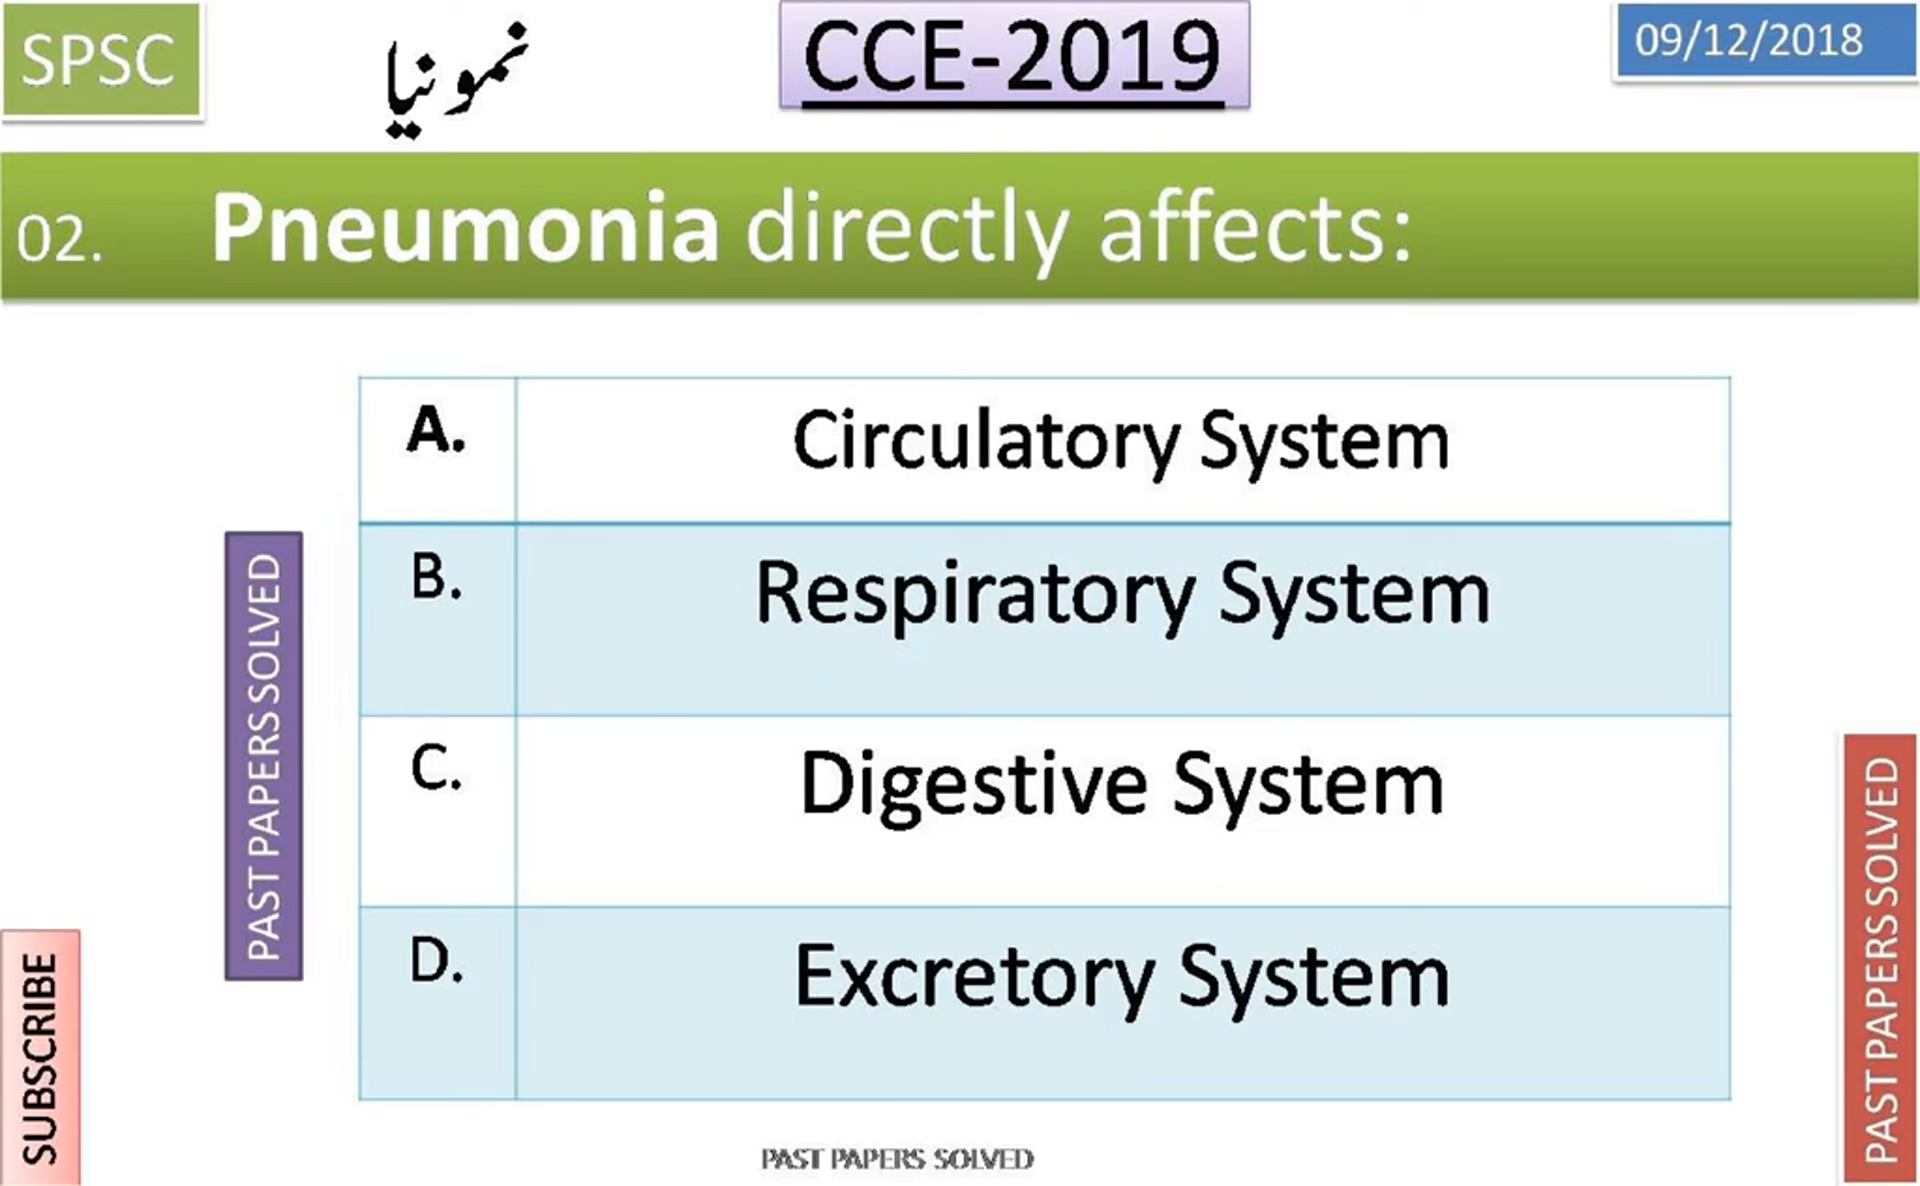 SPSC
نمونیا
CCE-2019
09/12/2018
02. Pneumonia directly affects:
A. Circulatory System
B. Respiratory System
C. Digestive System
D. Excretory System
PAST PAPERS SOLVED
PAST PAPERS SOLVED
SUBSCRIBE
PAST PAPERS SOLVED